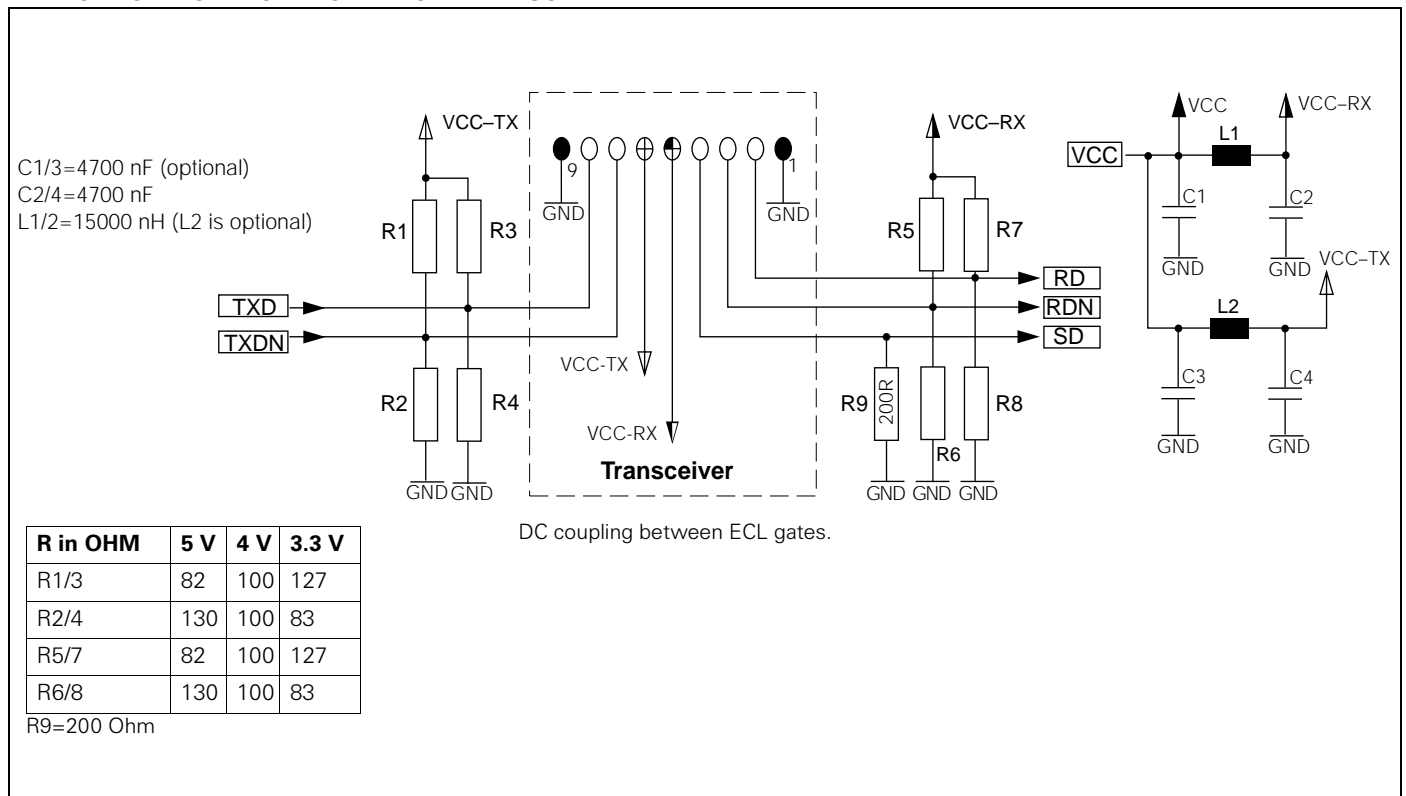 VCC–TX
VCC–RX
VCC
VCC–RX
L1
VCC
C1/3=4700 nF (optional)
C2/4=4700 nF
L1/2=15000 nH (L2 is optional)
9
1
GND
GND
C1
C2
R1
R3
R5
R7
GND
GND
VCC–TX
RD
TXD
RDN
L2
TXDN
SD
VCC-TX
C3
C4
R2
R4
R9
200R
R8
VCC-RX
R6
GND
GND
Transceiver
GND
GND
GND
GND
GND
DC coupling between ECL gates.
R in OHM 5 V 4 V 3.3 V
R1/3 82 100 127
R2/4 130 100 83
R5/7 82 100 127
R6/8 130 100 83
R9=200 Ohm